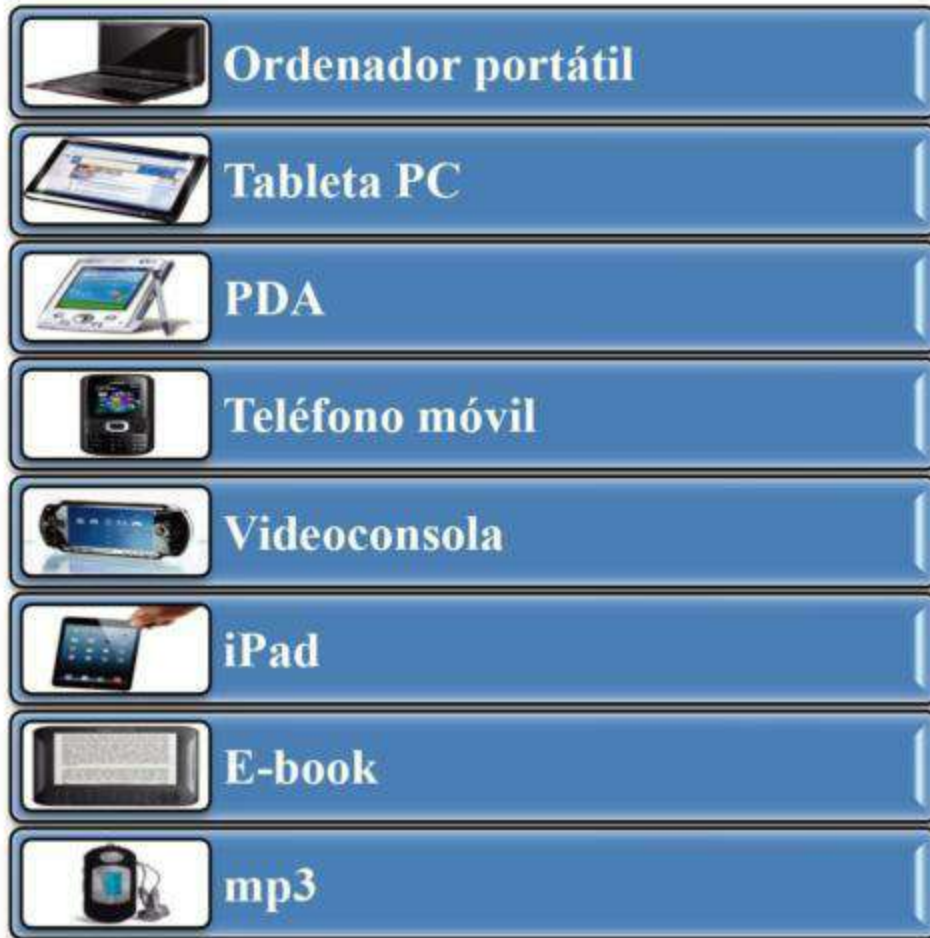 Ordenador portátil
Tableta PC
PDA
Teléfono móvil
Videoconsola
iPad
E-book
mp3